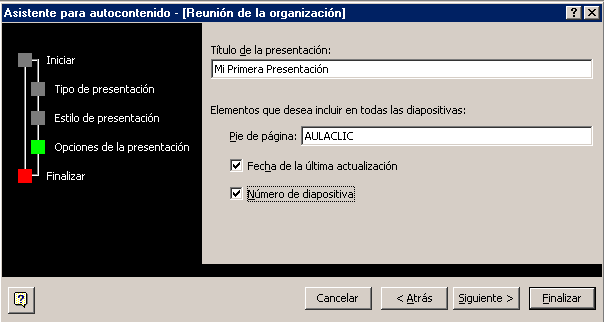 Asistente para autocontenido - [Reunión de la organización]
Iniciar
Tipo de presentación
Estilo de presentación
Opciones de la presentación
Finalizar
Título de la presentación:
Mi Primera Presentación
Elementos que desea incluir en todas las diapositivas:
Pie de página: AULACLIC
Fecha de la última actualización
Número de diapositiva
Cancelar < Atrás Siguiente > Finalizar